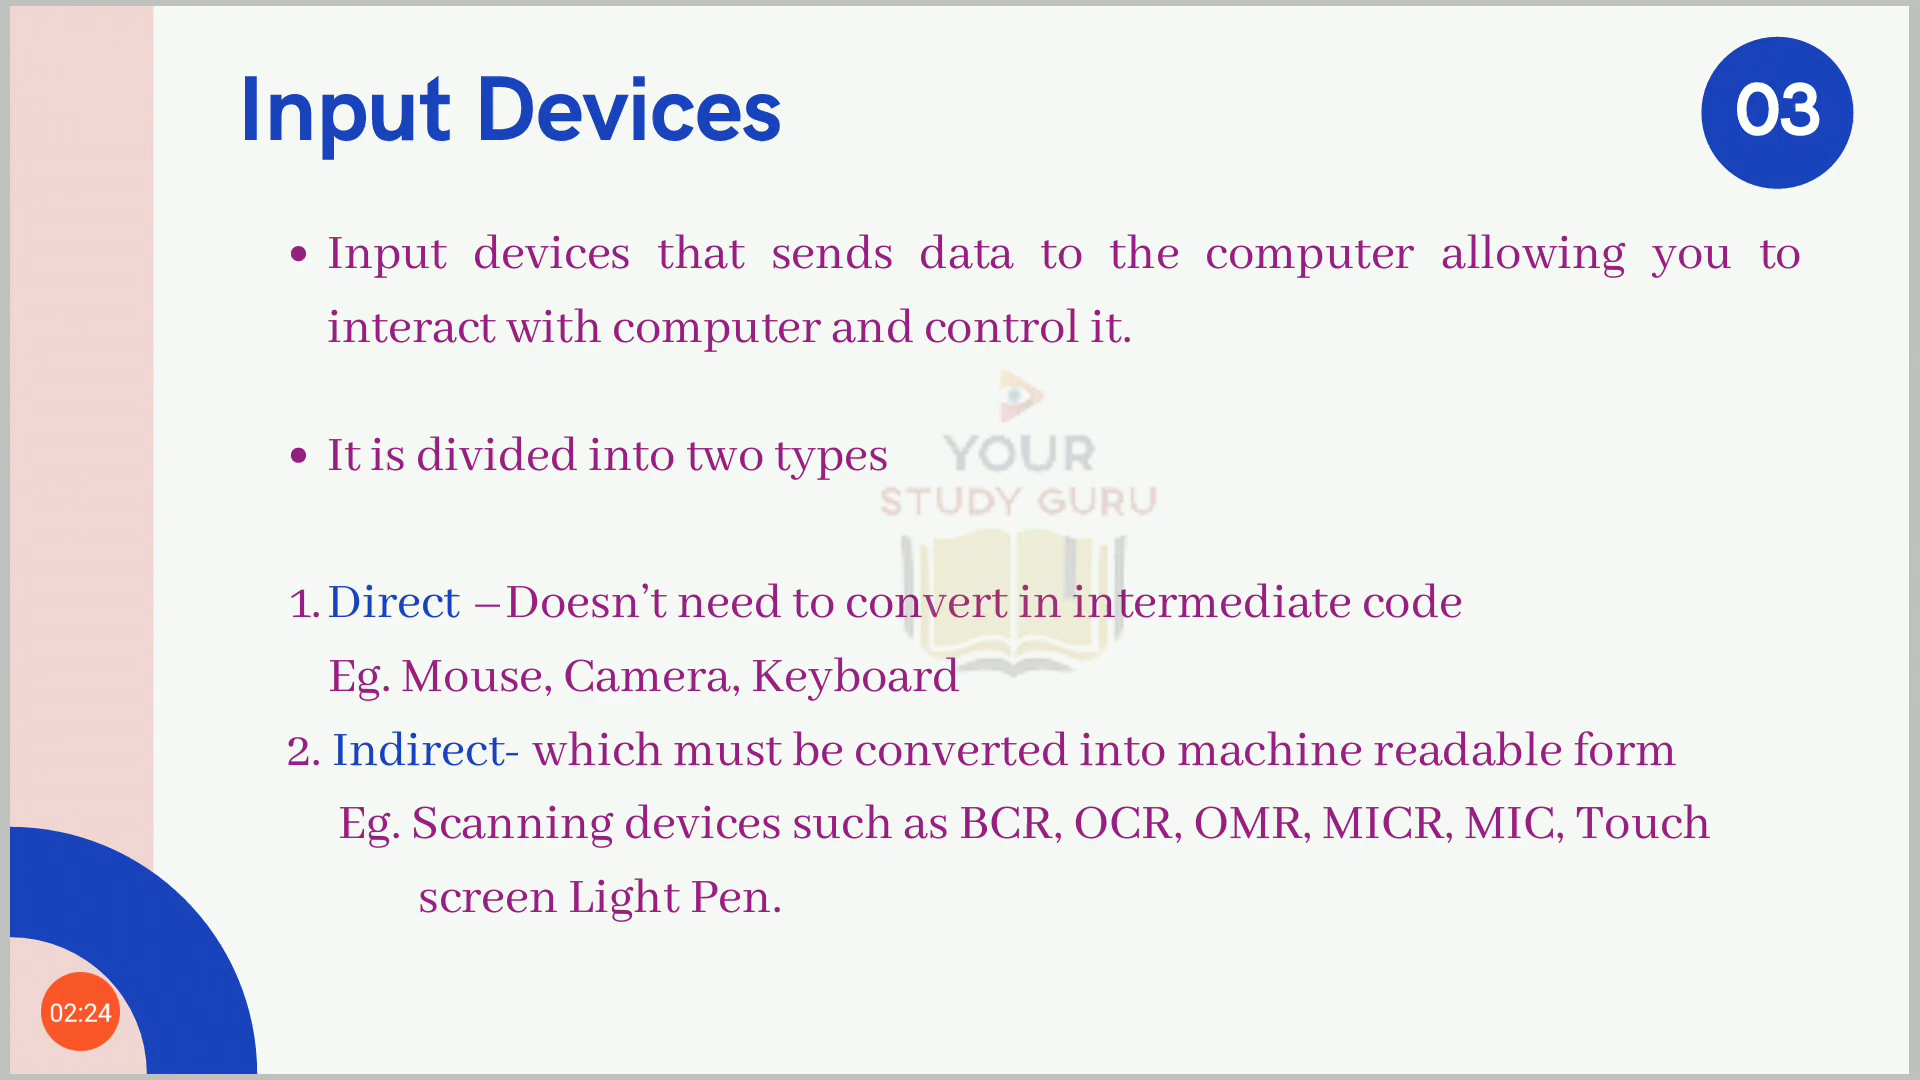 Input Devices
03
• Input devices that sends data to the computer allowing you to
interact with computer and control it.
• It is divided into two types
YOUR
STUDY GURU
1. Direct –Doesn’t need to convert in intermediate code
Eg. Mouse, Camera, Keyboard
2. Indirect- which must be converted into machine readable form
Eg. Scanning devices such as BCR, OCR, OMR, MICR, MIC, Touch
screen Light Pen.
02:24